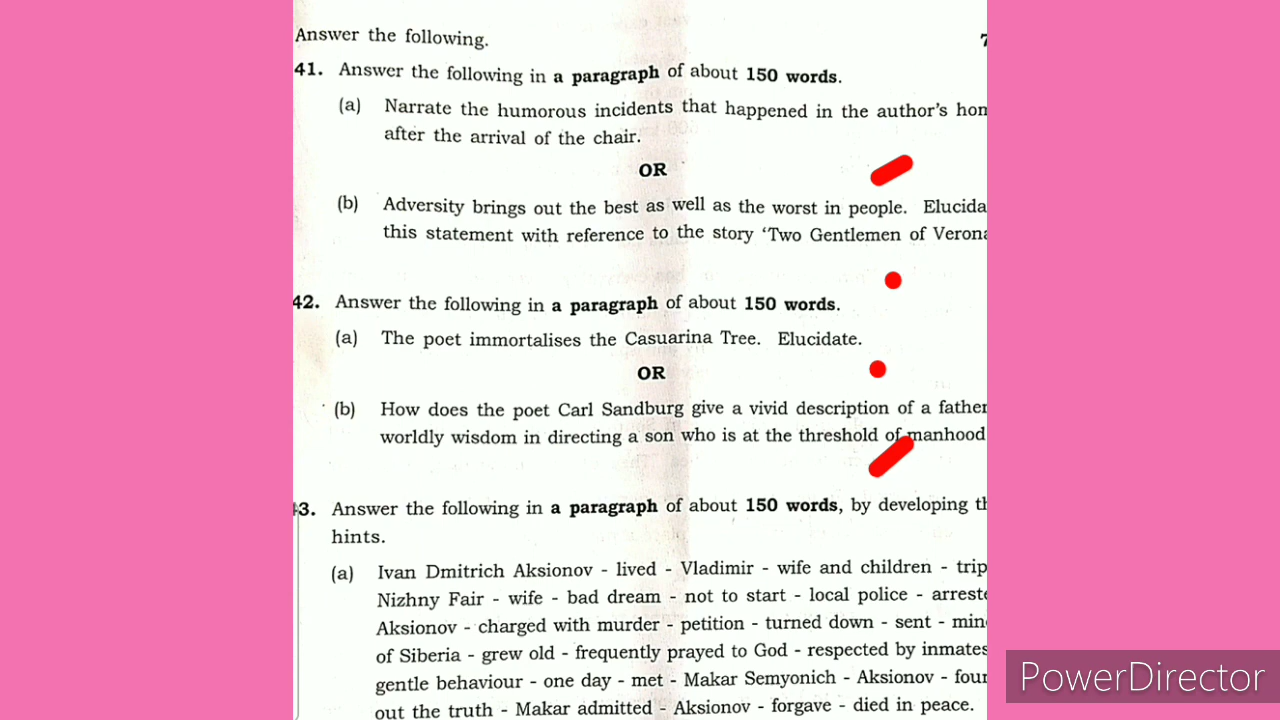 Answer the following.
41. Answer the following in a paragraph of about 150 words.
(a) Narrate the humorous incidents that happened in the author's hom
after the arrival of the chair.
OR
(b) Adversity brings out the best as well as the worst in people. Elucida
this statement with reference to the story 'Two Gentlemen of Verona
42. Answer the following in a paragraph of about 150 words.
(a) The poet immortalises the Casuarina Tree. Elucidate.
OR
(b) How does the poet Carl Sandburg give a vivid description of a father
worldly wisdom in directing a son who is at the threshold of manhood
3. Answer the following in a paragraph of about 150 words, by developing th
hints.
(a) Ivan Dmitrich Aksionov - lived - Vladimir - wife and children - trip
Nizhny Fair - wife - bad dream - not to start - local police - arreste
Aksionov - charged with murder - petition - turned down - sent - min
of Siberia - grew old - frequently prayed to God - respected by inmates
gentle behaviour - one day - met - Makar Semyonich - Aksionov - four
out the truth - Makar admitted - Aksionov - forgave - died in peace.
PowerDirector